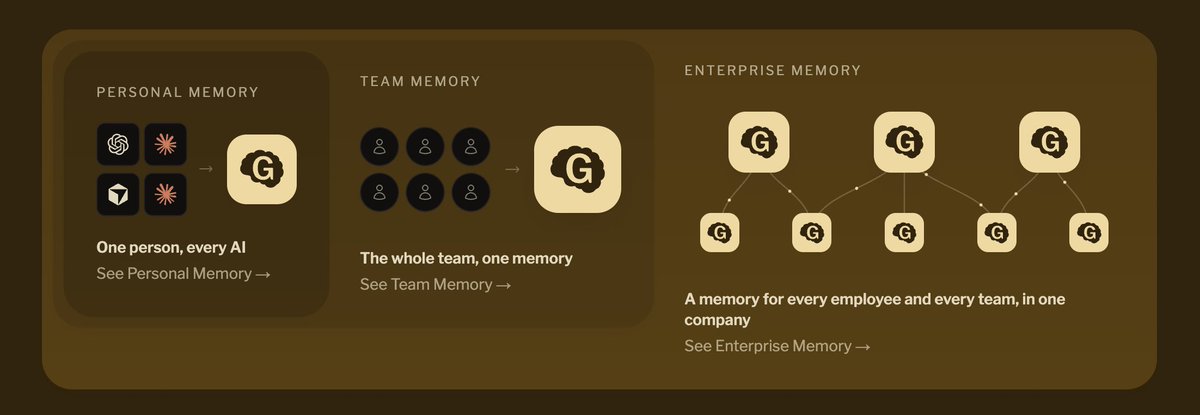 PERSONAL MEMORY
G
One person, every AI
See Personal Memory →
TEAM MEMORY
G
The whole team, one memory
See Team Memory →
ENTERPRISE MEMORY
G G G
G G G G G
A memory for every employee and every team, in one
company
See Enterprise Memory →